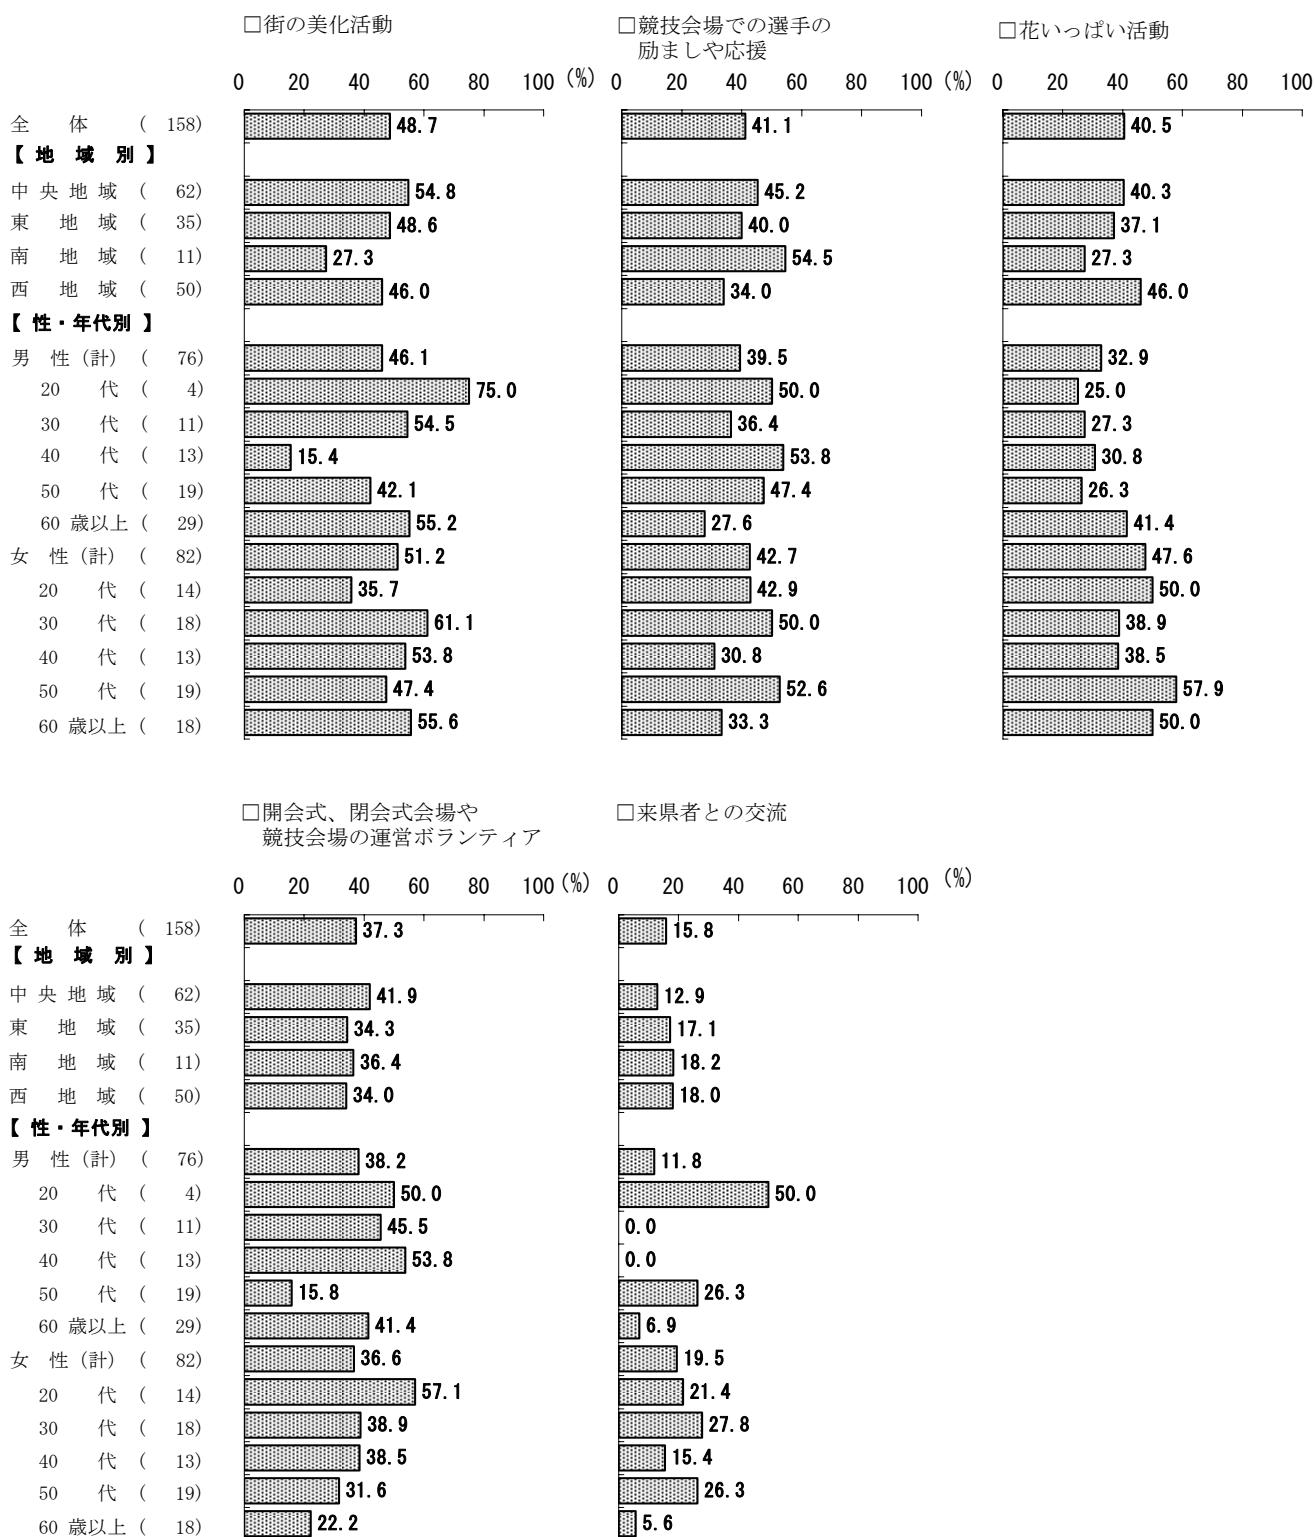 □街の美化活動
□競技会場での選手の
励ましや応援
□花いっぱい活動
0 20 40 60 80 100 (%)
0 20 40 60 80 100 (%)
0 20 40 60 80 100
全 体 ( 158) 48.7 41.1 40.5
【 地 域 別 】
中 央 地 域 ( 62) 54.8 45.2 40.3
東 地 域 ( 35) 48.6 40.0 37.1
南 地 域 ( 11) 27.3 54.5 27.3
西 地 域 ( 50) 46.0 34.0 46.0
【 性・年代別 】
男 性(計) ( 76) 46.1 39.5 32.9
20 代 ( 4) 75.0 50.0 25.0
30 代 ( 11) 54.5 36.4 27.3
40 代 ( 13) 15.4 53.8 30.8
50 代 ( 19) 42.1 47.4 26.3
60 歳以上 ( 29) 55.2 27.6 41.4
女 性(計) ( 82) 51.2 42.7 47.6
20 代 ( 14) 35.7 42.9 50.0
30 代 ( 18) 61.1 50.0 38.9
40 代 ( 13) 53.8 30.8 38.5
50 代 ( 19) 47.4 52.6 57.9
60 歳以上 ( 18) 55.6 33.3 50.0
□開会式、閉会式会場や
競技会場の運営ボランティア
□来県者との交流
0 20 40 60 80 100 (%)
0 20 40 60 80 100 (%)
全 体 ( 158) 37.3 15.8
【 地 域 別 】
中 央 地 域 ( 62) 41.9 12.9
東 地 域 ( 35) 34.3 17.1
南 地 域 ( 11) 36.4 18.2
西 地 域 ( 50) 34.0 18.0
【 性・年代別 】
男 性(計) ( 76) 38.2 11.8
20 代 ( 4) 50.0 50.0
30 代 ( 11) 45.5 0.0
40 代 ( 13) 53.8 0.0
50 代 ( 19) 15.8 26.3
60 歳以上 ( 29) 41.4 6.9
女 性(計) ( 82) 36.6 19.5
20 代 ( 14) 57.1 21.4
30 代 ( 18) 38.9 27.8
40 代 ( 13) 38.5 15.4
50 代 ( 19) 31.6 26.3
60 歳以上 ( 18) 22.2 5.6